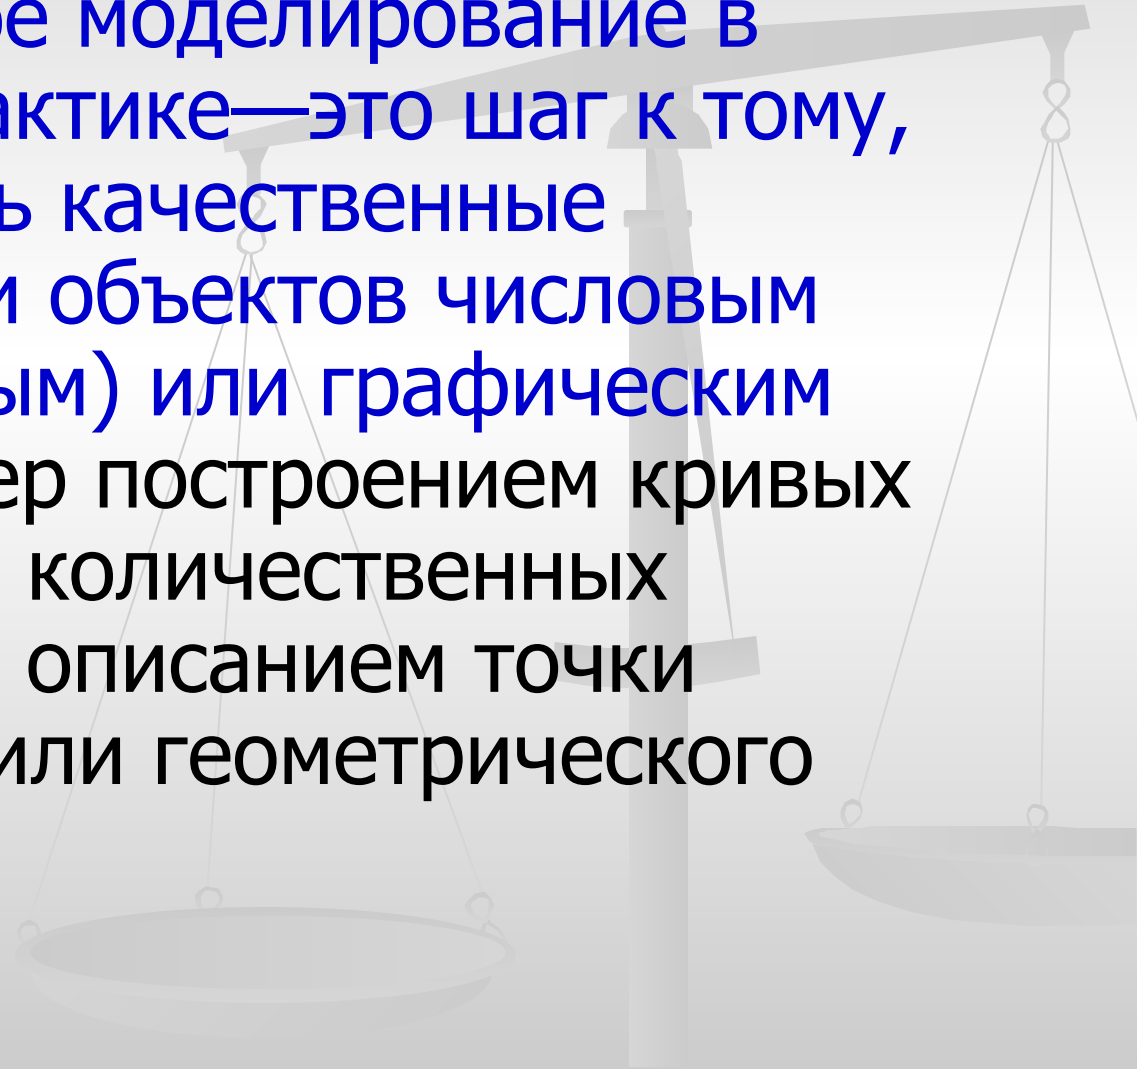 ое моделирование в
актике—это шаг к тому,
ь качественные
и объектов числовым
ым) или графическим
ер построением кривых
количественных
описанием точки
или геометрического